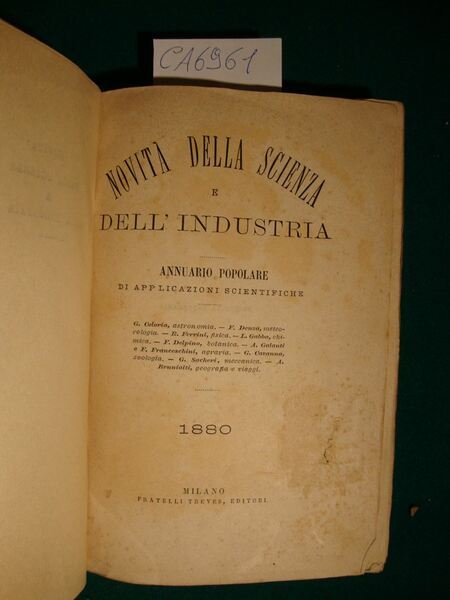 CA6961
NOVITÀ DELLA SCIENZA
E
DELL'INDUSTRIA
ANNUARIO POPOLARE
DI APPLICAZIONI SCIENTIFICHE
G. Celoria, astronomia. — F. Denza, meteo-
rologia. — R. Ferrini, fisica. — L. Gabba, chi-
mica. — F. Delpino, botanica. — A. Galanti
e F. Franceschini, agraria. — G. Cavanna,
zoologia. — G. Sacheri, meccanica. — A.
Brunialti, geografia e viaggi.
1880
MILANO
FRATELLI TREVES, EDITORI